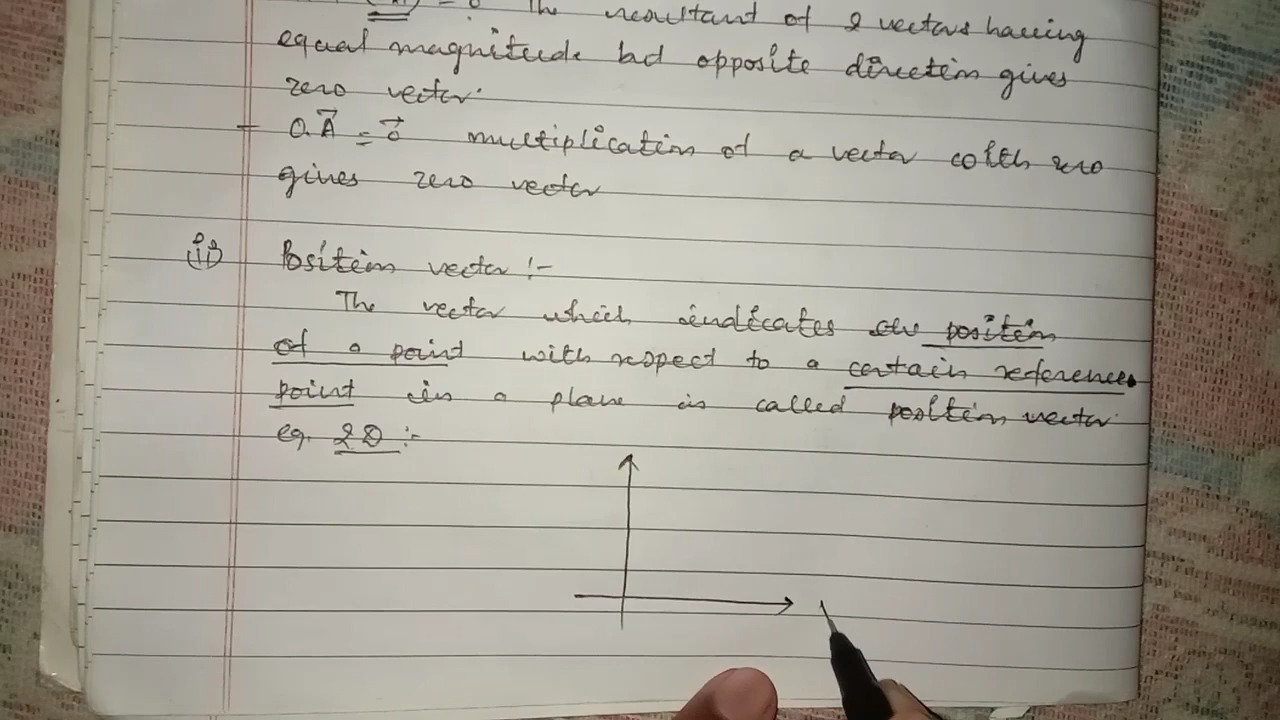 = 0 The resultant of 2 vectors having
equal magnitude bd opposite direction gives
zero vector.
0.A⃗ = 0⃗ multiplication of a vector with zero
gives zero vector
(ii) Position vector :-
The vector which indicates position
of a point with respect to a certain reference
point in a plane is called position vector.
eg. 2D :-